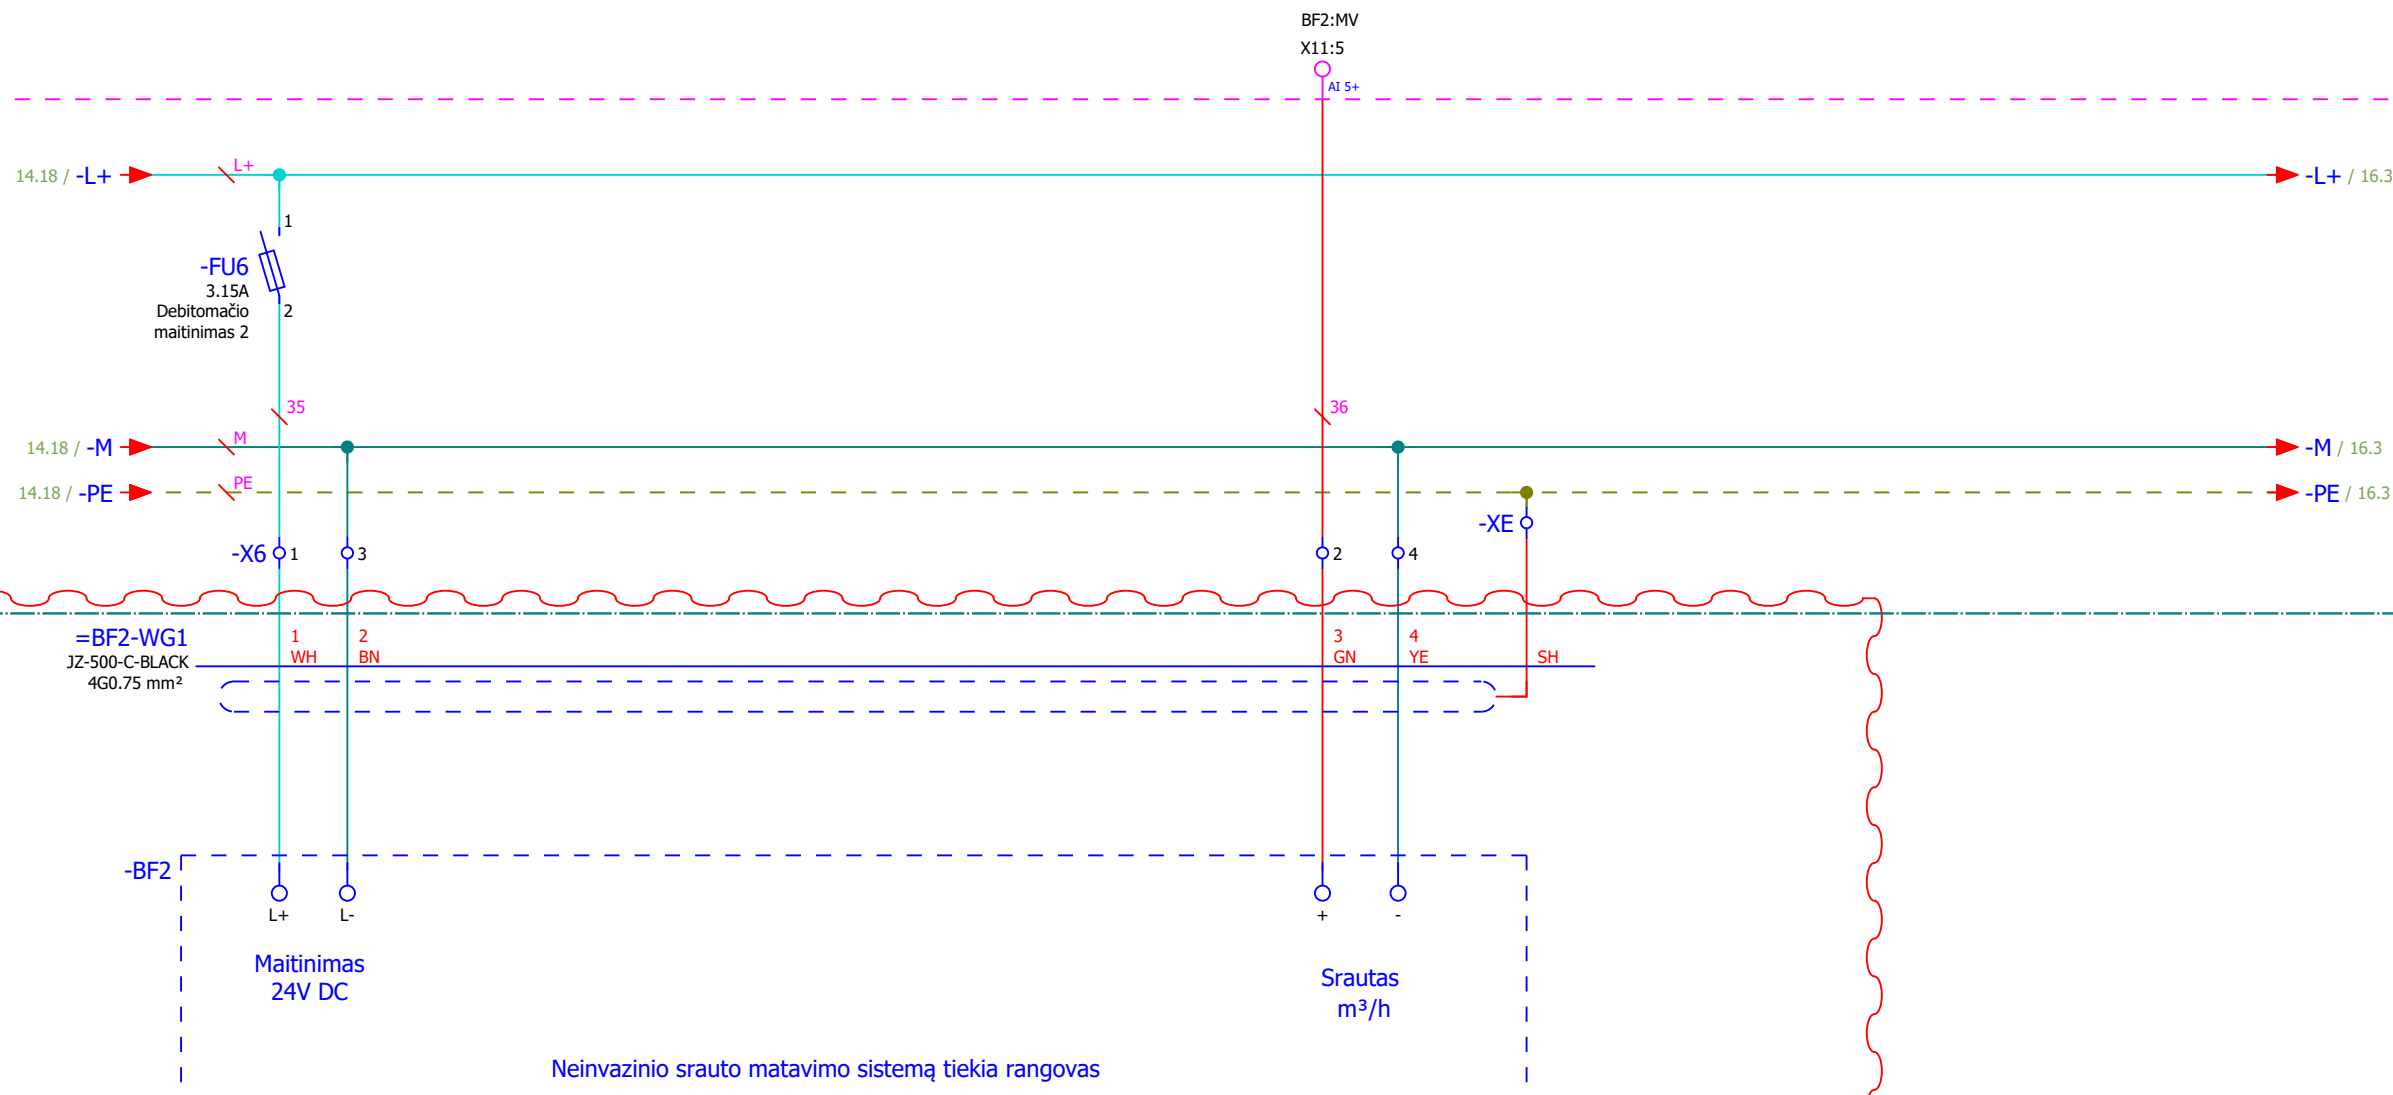 BF2:MV
X11:5
AI 5+
14.18 / -L+
L+
-L+ / 16.3
1
-FU6
3.15A
Debitomačio
maitinimas 2
2
35
36
14.18 / -M
M
-M / 16.3
14.18 / -PE
PE
-PE / 16.3
-XE
-X6 1 3 2 4
=BF2-WG1
JZ-500-C-BLACK
4G0.75 mm²
1 2 3 4
WH BN GN YE SH
-BF2
L+ L- + -
Maitinimas
24V DC
Srautas
m³/h
Neinvazinio srauto matavimo sistemą tiekia rangovas